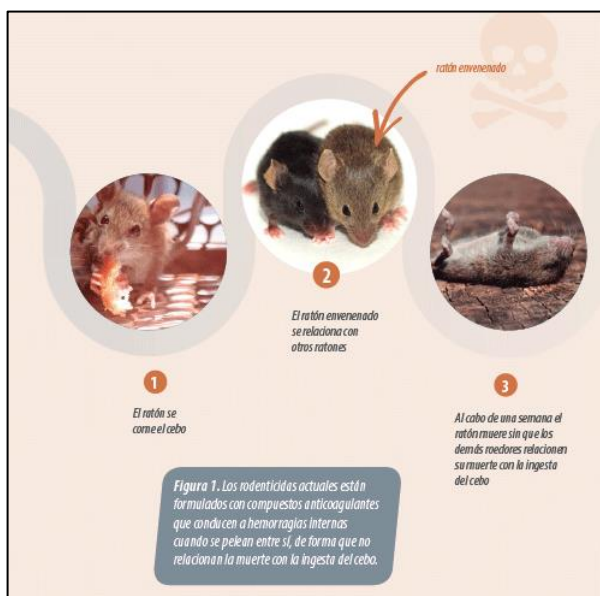 ratón envenenado
2
El ratón envenenado
se relaciona con
otros ratones
1
El ratón se
come el cebo
3
Al cabo de una semana el
ratón muere sin que los
demás roedores relacionen
su muerte con la ingesta
del cebo
Figura 1. Los rodenticidas actuales están
formulados con compuestos anticoagulantes
que conducen a hemorragias internas
cuando se pelean entre sí, de forma que no
relacionan la muerte con la ingesta del cebo.